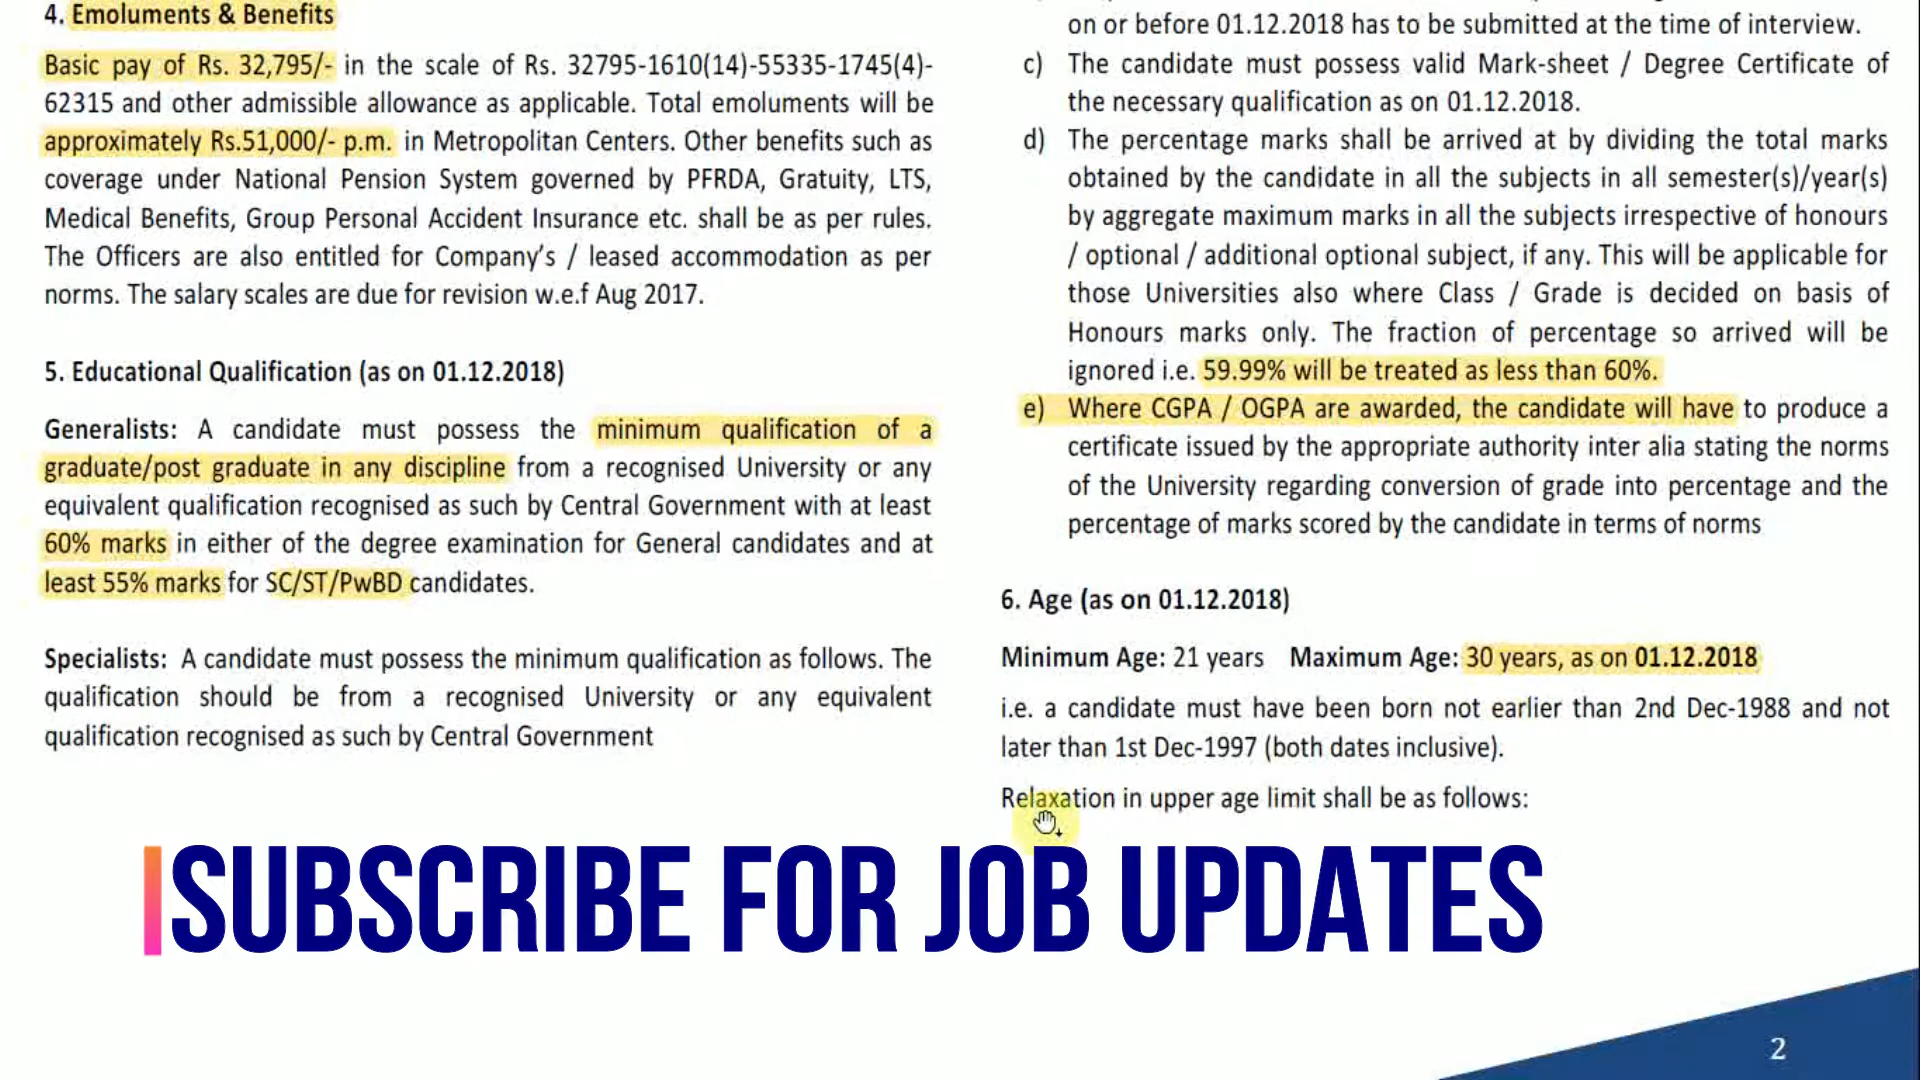 4. Emoluments & Benefits
Basic pay of Rs. 32,795/- in the scale of Rs. 32795-1610(14)-55335-1745(4)-
62315 and other admissible allowance as applicable. Total emoluments will be
approximately Rs.51,000/- p.m. in Metropolitan Centers. Other benefits such as
coverage under National Pension System governed by PFRDA, Gratuity, LTS,
Medical Benefits, Group Personal Accident Insurance etc. shall be as per rules.
The Officers are also entitled for Company's / leased accommodation as per
norms. The salary scales are due for revision w.e.f Aug 2017.
5. Educational Qualification (as on 01.12.2018)
Generalists: A candidate must possess the minimum qualification of a
graduate/post graduate in any discipline from a recognised University or any
equivalent qualification recognised as such by Central Government with at least
60% marks in either of the degree examination for General candidates and at
least 55% marks for SC/ST/PwBD candidates.
Specialists: A candidate must possess the minimum qualification as follows. The
qualification should be from a recognised University or any equivalent
qualification recognised as such by Central Government
on or before 01.12.2018 has to be submitted at the time of interview.
c) The candidate must possess valid Mark-sheet / Degree Certificate of
the necessary qualification as on 01.12.2018.
d) The percentage marks shall be arrived at by dividing the total marks
obtained by the candidate in all the subjects in all semester(s)/year(s)
by aggregate maximum marks in all the subjects irrespective of honours
/ optional / additional optional subject, if any. This will be applicable for
those Universities also where Class / Grade is decided on basis of
Honours marks only. The fraction of percentage so arrived will be
ignored i.e. 59.99% will be treated as less than 60%.
e) Where CGPA / OGPA are awarded, the candidate will have to produce a
certificate issued by the appropriate authority inter alia stating the norms
of the University regarding conversion of grade into percentage and the
percentage of marks scored by the candidate in terms of norms
6. Age (as on 01.12.2018)
Minimum Age: 21 years Maximum Age: 30 years, as on 01.12.2018
i.e. a candidate must have been born not earlier than 2nd Dec-1988 and not
later than 1st Dec-1997 (both dates inclusive).
Relaxation in upper age limit shall be as follows:
SUBSCRIBE FOR JOB UPDATES
2